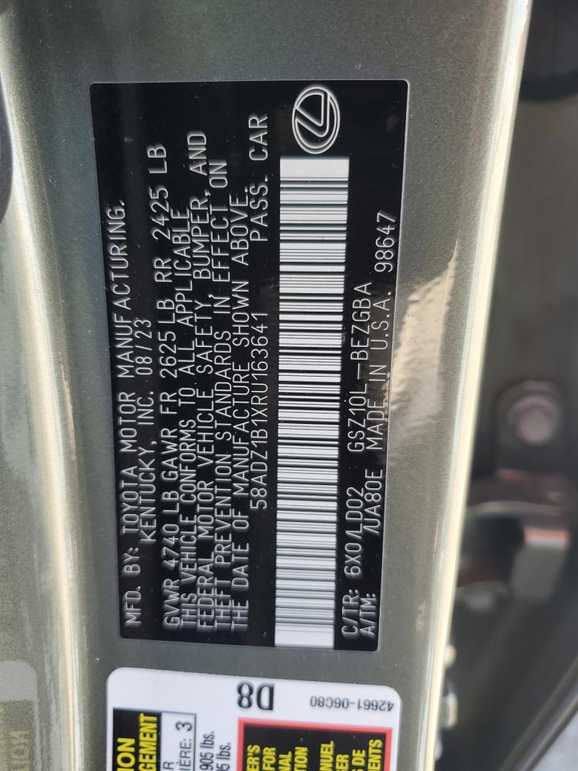 MFD. BY: TOYOTA MOTOR MANUFACTURING,
KENTUCKY, INC. 08/23
GVWR 4740 LB GAWR FR 2625 LB RR 2425 LB
THIS VEHICLE CONFORMS TO ALL APPLICABLE
FEDERAL MOTOR VEHICLE SAFETY, BUMPER, AND
THEFT PREVENTION STANDARDS IN EFFECT ON
THE DATE OF MANUFACTURE SHOWN ABOVE.
58ADZ1B1XRU163641 PASS. CAR
C/TR: 6X0/LD02 GSZ10L-BEZGBA
A/TM: /UA80E MADE IN U.S.A. 98647
D8
42661-06C80